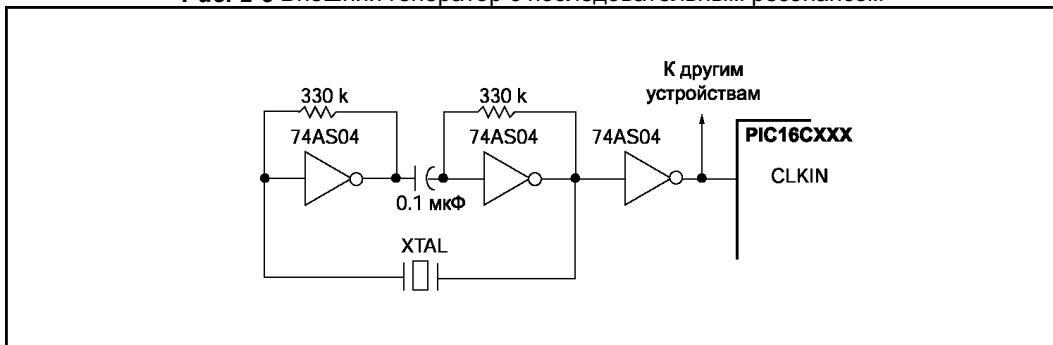 К другим
устройствам
330 k
330 k
74AS04
74AS04
74AS04
PIC16CXXX
CLKIN
0.1 мкФ
XTAL